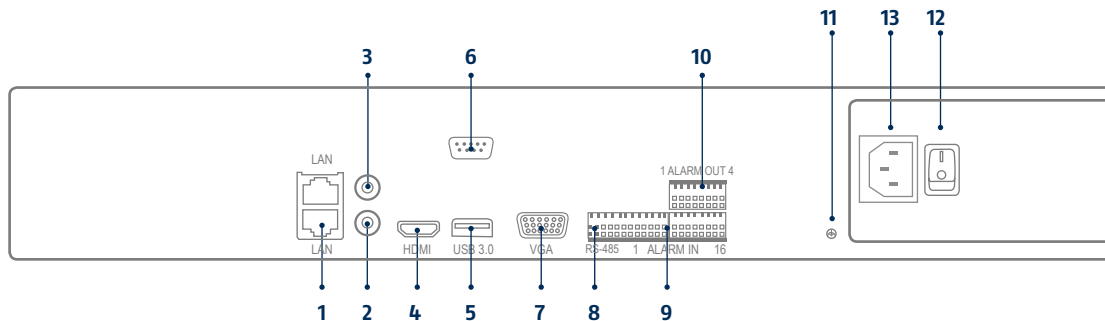 11 13 12
3 6 10
LAN
1 ALARM OUT 4
LAN HDMI USB 3.0 VGA RS-485 1 ALARM IN 16
1 2 4 5 7 8 9